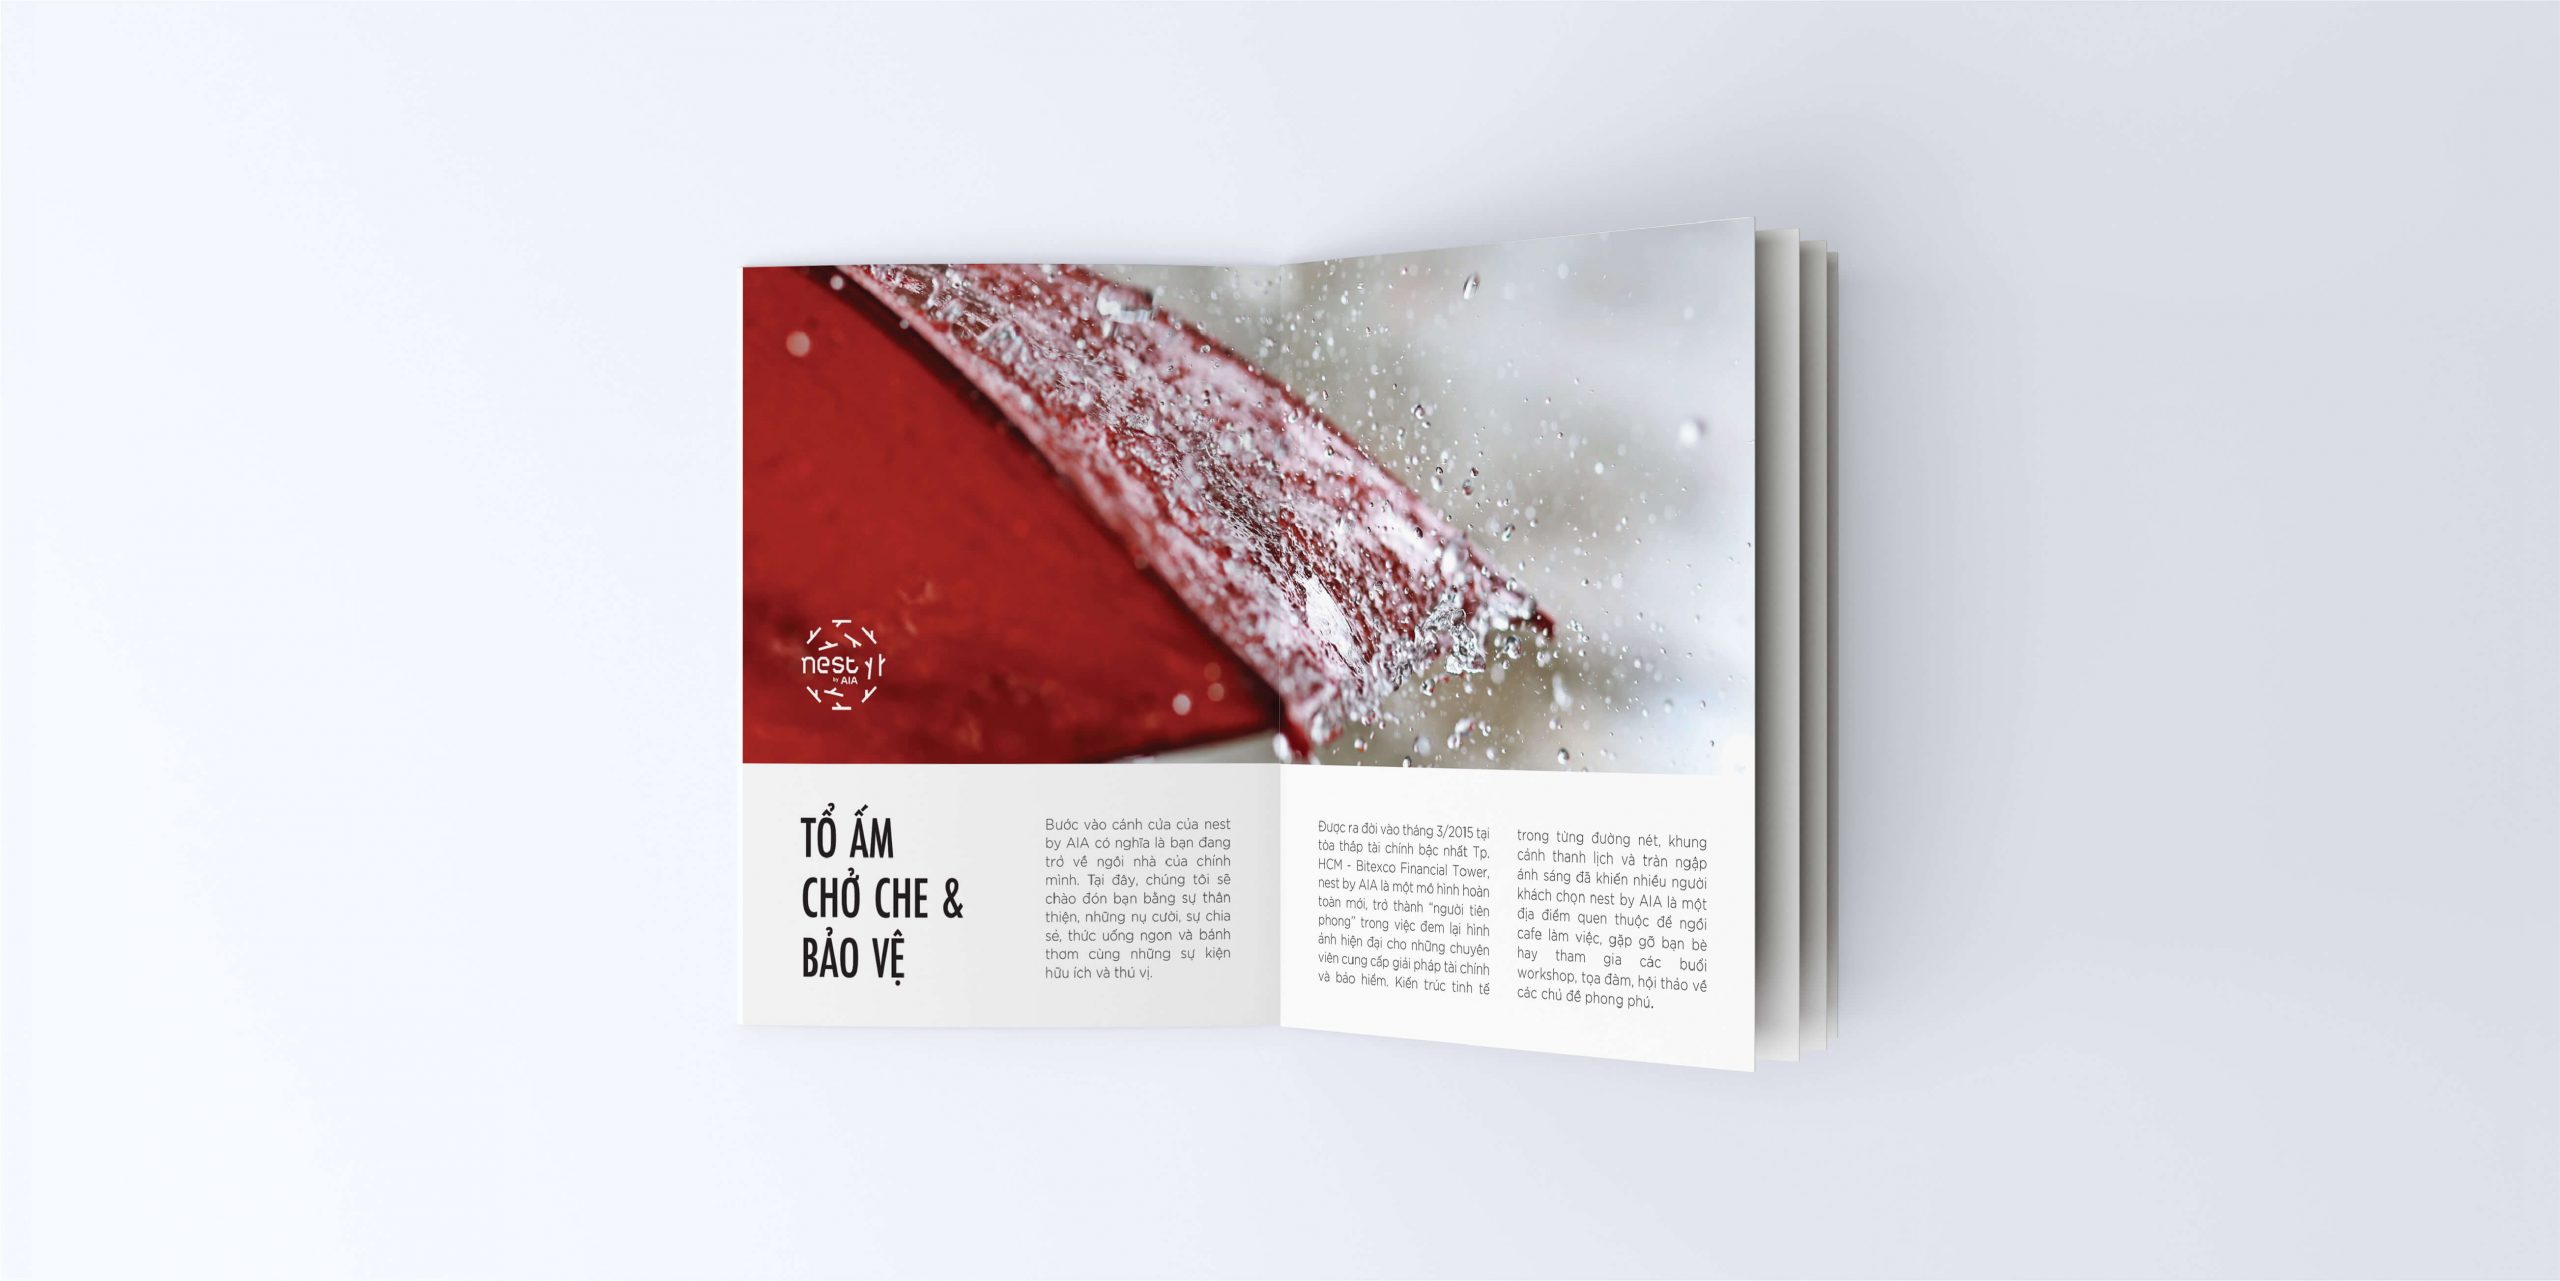 nest
by AIA
TỔ ẤM
CHỞ CHE &
BẢO VỆ
Bước vào cánh cửa của nest
by AIA có nghĩa là bạn đang
trở về ngôi nhà của chính
mình. Tại đây, chúng tôi sẽ
chào đón bạn bằng sự thân
thiện, những nụ cười, sự chia
sẻ, thức uống ngon và bánh
thơm cùng những sự kiện
hữu ích và thú vị.
Được ra đời vào tháng 3/2015 tại
tòa tháp tài chính bậc nhất Tp.
HCM - Bitexco Financial Tower,
nest by AIA là một mô hình hoàn
toàn mới, trở thành “người tiên
phong” trong việc đem lại hình
ảnh hiện đại cho những chuyên
viên cung cấp giải pháp tài chính
và bảo hiểm. Kiến trúc tinh tế
trong từng đường nét, khung
cảnh thanh lịch và tràn ngập
ánh sáng đã khiến nhiều người
khách chọn nest by AIA là một
địa điểm quen thuộc để ngồi
cafe làm việc, gặp gỡ bạn bè
hay tham gia các buổi
workshop, tọa đàm, hội thảo về
các chủ đề phong phú.